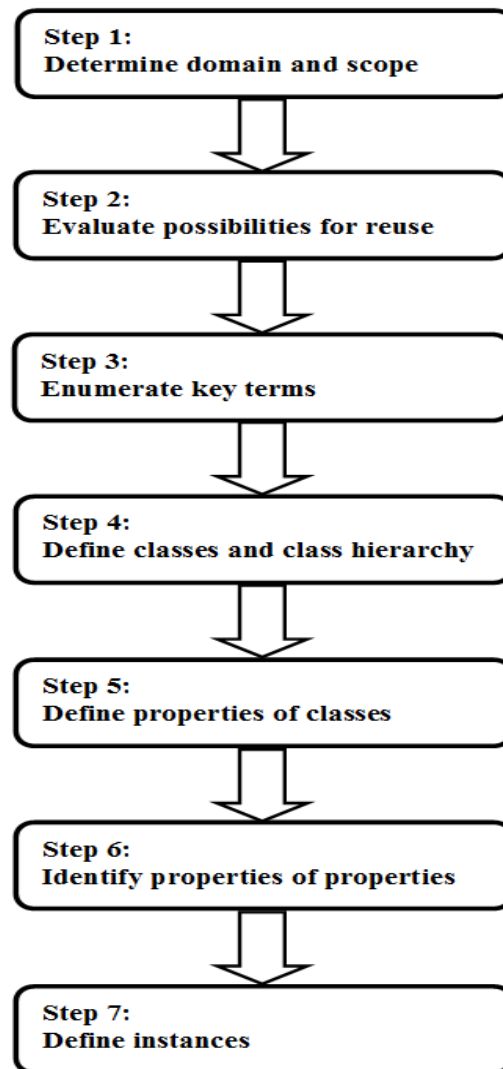 Step 1:
Determine domain and scope
Step 2:
Evaluate possibilities for reuse
Step 3:
Enumerate key terms
Step 4:
Define classes and class hierarchy
Step 5:
Define properties of classes
Step 6:
Identify properties of properties
Step 7:
Define instances